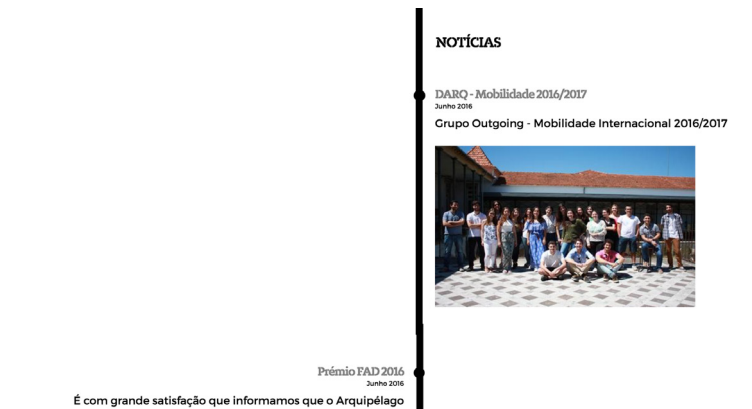 NOTÍCIAS
DARQ - Mobilidade 2016/2017
Junho 2016
Grupo Outgoing - Mobilidade Internacional 2016/2017
Prémio FAD 2016
Junho 2016
É com grande satisfação que informamos que o Arquipélago